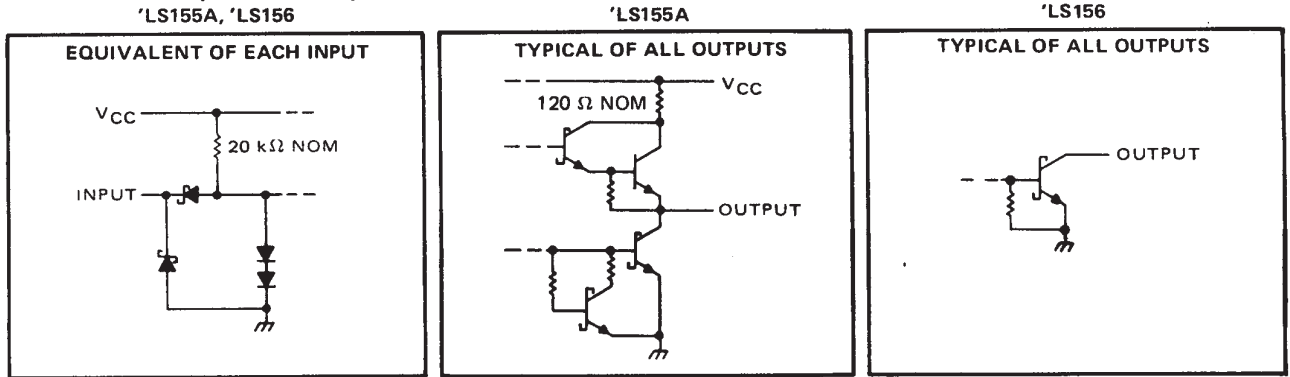 'LS155A, 'LS156
EQUIVALENT OF EACH INPUT
VCC
20 kΩ NOM
INPUT
'LS155A
TYPICAL OF ALL OUTPUTS
VCC
120 Ω NOM
OUTPUT
'LS156
TYPICAL OF ALL OUTPUTS
OUTPUT